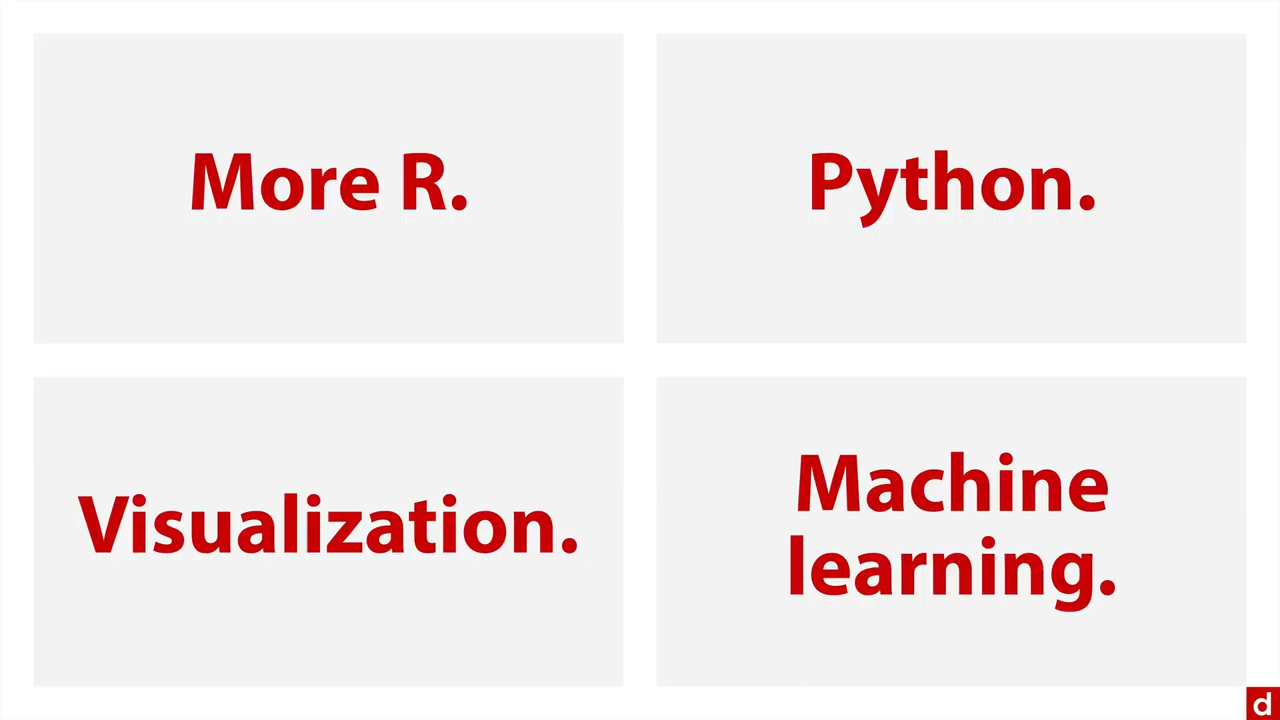 More R.
Python.
Visualization.
Machine
learning.
d